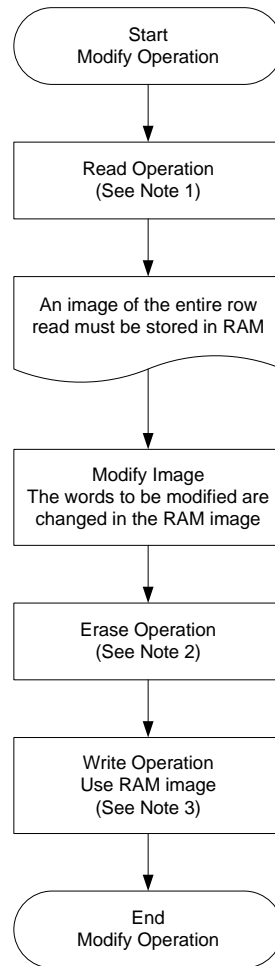 Start
Modify Operation
Read Operation
(See Note 1)
An image of the entire row
read must be stored in RAM
Modify Image
The words to be modified are
changed in the RAM image
Erase Operation
(See Note 2)
Write Operation
Use RAM image
(See Note 3)
End
Modify Operation